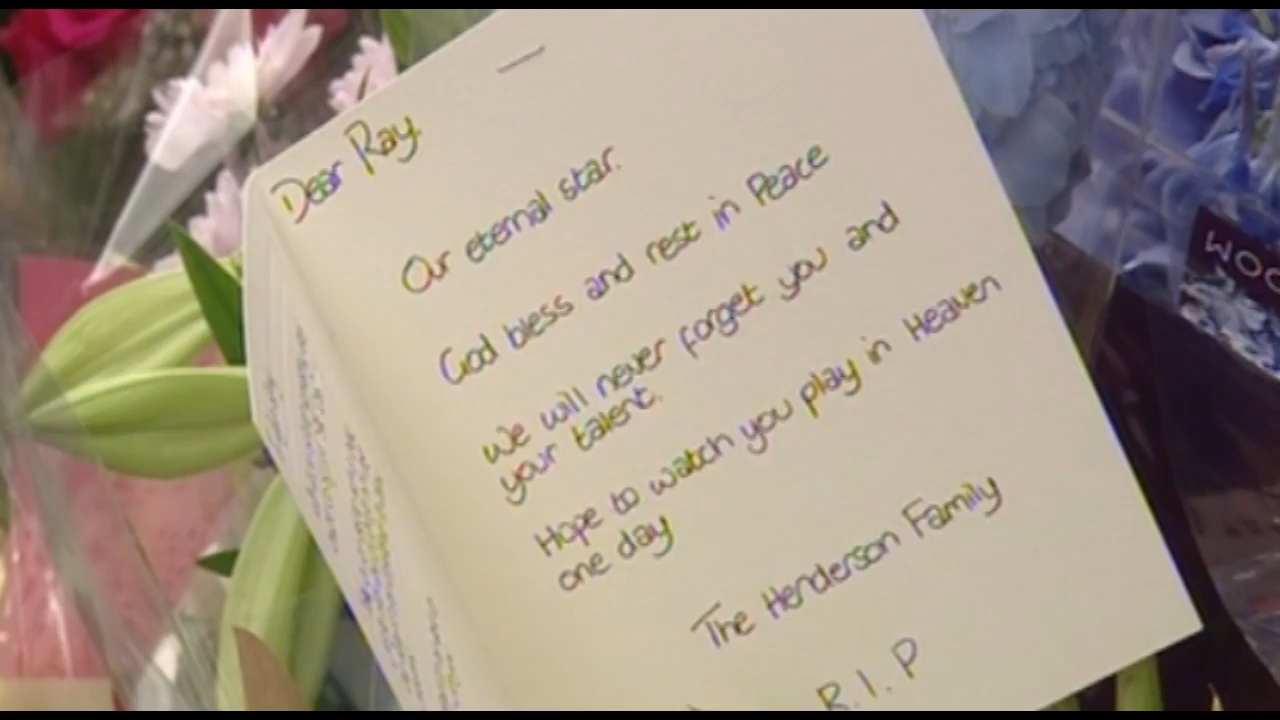 Dear Ray.
Our eternal star.
God bless and rest in Peace
We will never forget you and
your talent.
Hope to watch you play in Heaven
one day
The Henderson Family
R.I.P
WOO